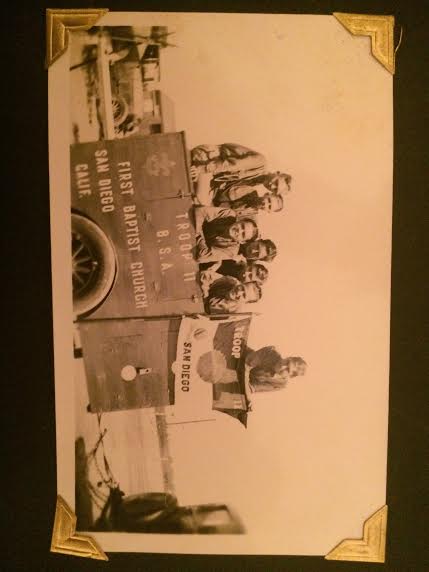 TROOP 11
B.S.A.
FIRST BAPTIST CHURCH
SAN DIEGO
CALIF
TROOP
SAN DIEGO